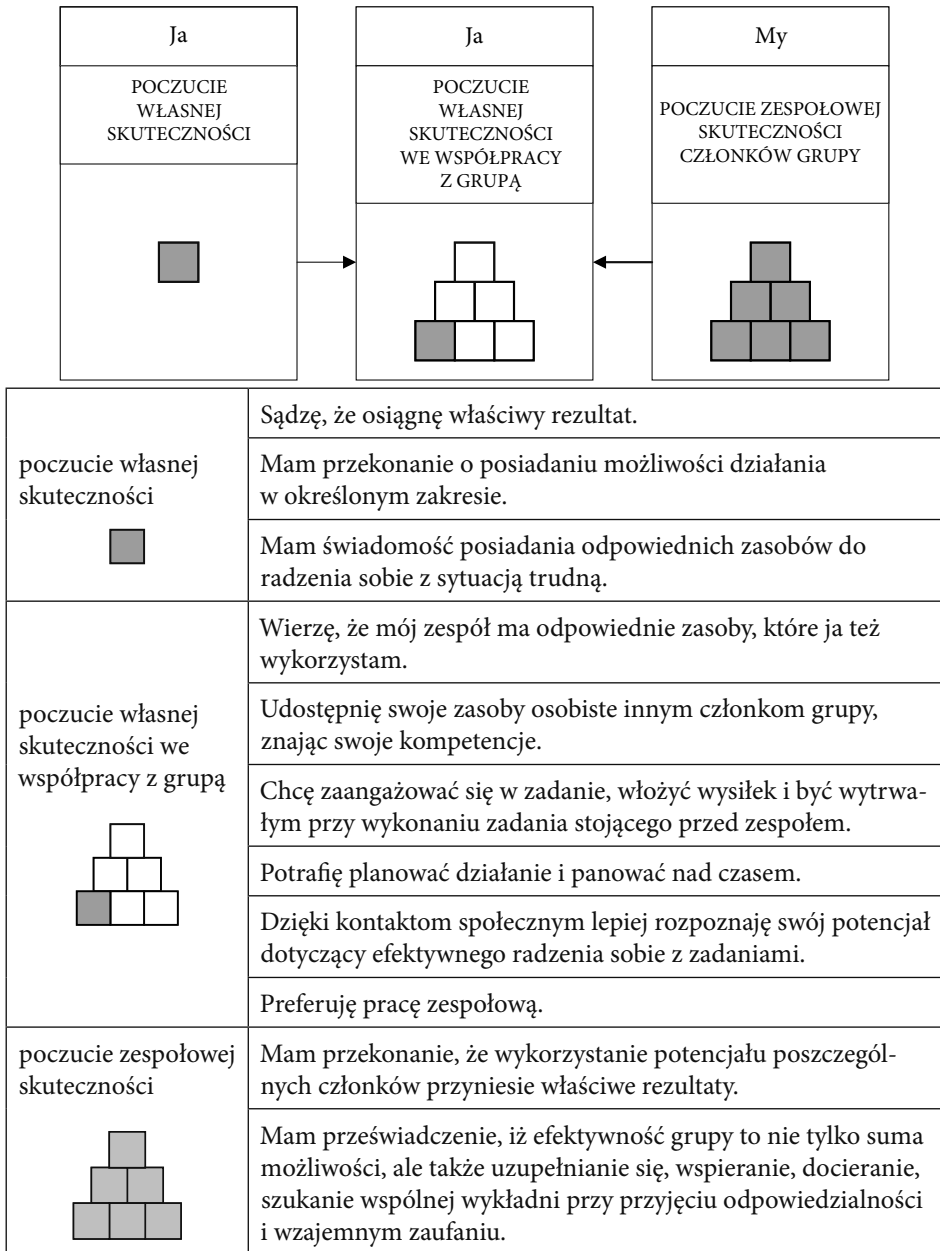 Ja
POCZUCIE
WŁASNEJ
SKUTECZNOŚCI
Ja
POCZUCIE
WŁASNEJ
SKUTECZNOŚCI
WE WSPÓŁPRACY
Z GRUPĄ
My
POCZUCIE ZESPOŁOWEJ
SKUTECZNOŚCI
CZŁONKÓW GRUPY
poczucie własnej
skuteczności
Sądzę, że osiągnę właściwy rezultat.
Mam przekonanie o posiadaniu możliwości działania
w określonym zakresie.
Mam świadomość posiadania odpowiednich zasobów do
radzenia sobie z sytuacją trudną.
poczucie własnej
skuteczności we
współpracy z grupą
Wierzę, że mój zespół ma odpowiednie zasoby, które ja też
wykorzystam.
Udostępnię swoje zasoby osobiste innym członkom grupy,
znając swoje kompetencje.
Chcę zaangażować się w zadanie, włożyć wysiłek i być wytrwa-
łym przy wykonaniu zadania stojącego przed zespołem.
Potrafię planować działanie i panować nad czasem.
Dzięki kontaktom społecznym lepiej rozpoznaję swój potencjał
dotyczący efektywnego radzenia sobie z zadaniami.
Preferuję pracę zespołową.
poczucie zespołowej
skuteczności
Mam przekonanie, że wykorzystanie potencjału poszczegól-
nych członków przyniesie właściwe rezultaty.
Mam przeświadczenie, iż efektywność grupy to nie tylko suma
możliwości, ale także uzupełnianie się, wspieranie, docieranie,
szukanie wspólnej wykładni przy przyjęciu odpowiedzialności
i wzajemnym zaufaniu.